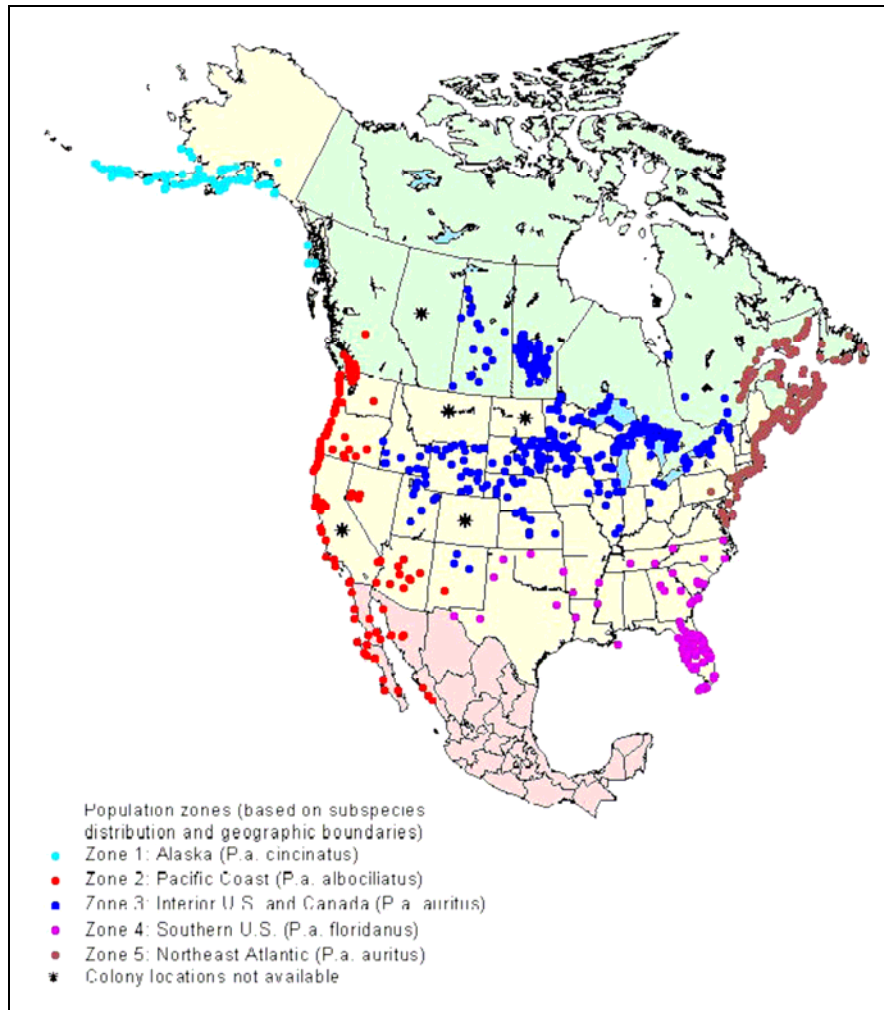 Population zones (based on subspecies
distribution and geographic boundaries)
Zone 1: Alaska (P.a. cincinatus)
Zone 2: Pacific Coast (P.a. albociliatus)
Zone 3: Interior U.S. and Canada (P.a. auritus)
Zone 4: Southern U.S. (P.a. floridanus)
Zone 5: Northeast Atlantic (P.a. auritus)
Colony locations not available